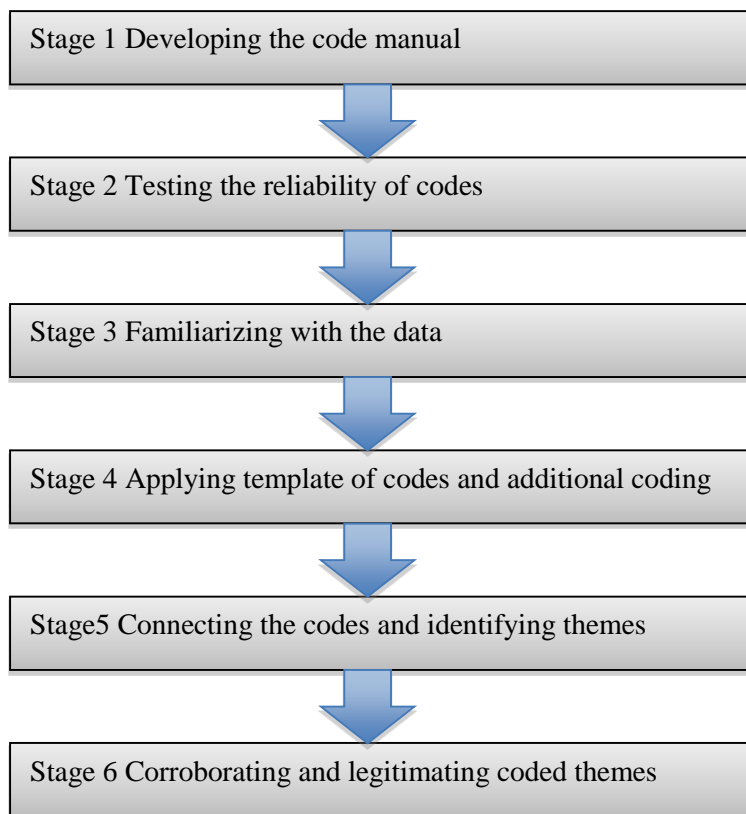 Stage 1 Developing the code manual
Stage 2 Testing the reliability of codes
Stage 3 Familiarizing with the data
Stage 4 Applying template of codes and additional coding
Stage5 Connecting the codes and identifying themes
Stage 6 Corroborating and legitimating coded themes